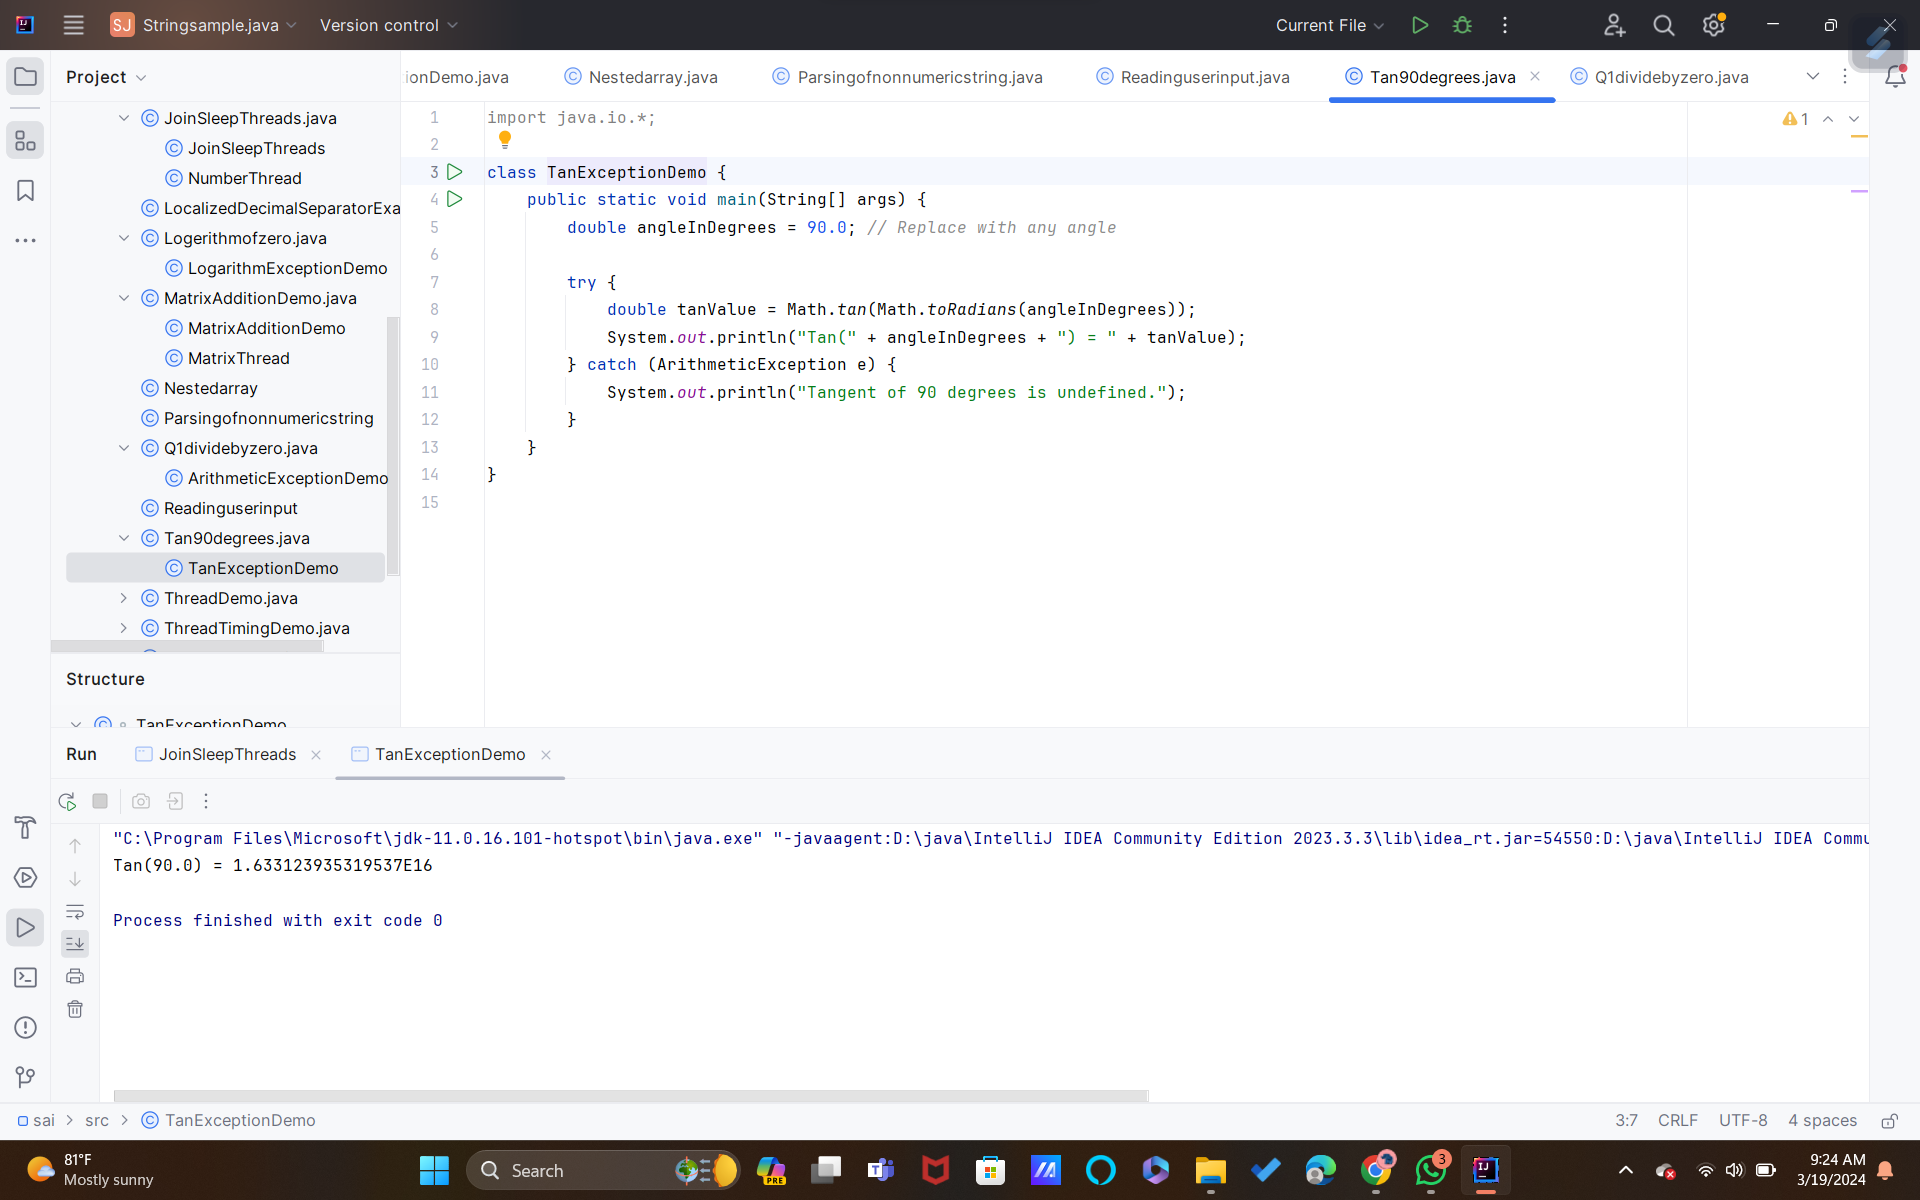 SJ Stringsample.java Version control Current File
Project
ionDemo.java Nestedarray.java Parsingofnonnumericstring.java Readinguserinput.java Tan90degrees.java Q1dividebyzero.java
JoinSleepThreads.java
JoinSleepThreads
NumberThread
LocalizedDecimalSeparatorExa
Logerithmofzero.java
LogarithmExceptionDemo
MatrixAdditionDemo.java
MatrixAdditionDemo
MatrixThread
Nestedarray
Parsingofnonnumericstring
Q1dividebyzero.java
ArithmeticExceptionDemo
Readinguserinput
Tan90degrees.java
TanExceptionDemo
ThreadDemo.java
ThreadTimingDemo.java
Structure
TanExceptionDemo
1 import java.io.*;
2
3 class TanExceptionDemo {
4 public static void main(String[] args) {
5 double angleInDegrees = 90.0; // Replace with any angle
6
7 try {
8 double tanValue = Math.tan(Math.toRadians(angleInDegrees));
9 System.out.println("Tan(" + angleInDegrees + ") = " + tanValue);
10 } catch (ArithmeticException e) {
11 System.out.println("Tangent of 90 degrees is undefined.");
12 }
13 }
14 }
15
1
Run JoinSleepThreads TanExceptionDemo
"C:\Program Files\Microsoft\jdk-11.0.16.101-hotspot\bin\java.exe" "-javaagent:D:\java\IntelliJ IDEA Community Edition 2023.3.3\lib\idea_rt.jar=54550:D:\java\IntelliJ IDEA Commu
Tan(90.0) = 1.633123935319537E16
Process finished with exit code 0
sai src TanExceptionDemo 3:7 CRLF UTF-8 4 spaces
81°F
Mostly sunny
Search
PRE
3
9:24 AM
3/19/2024